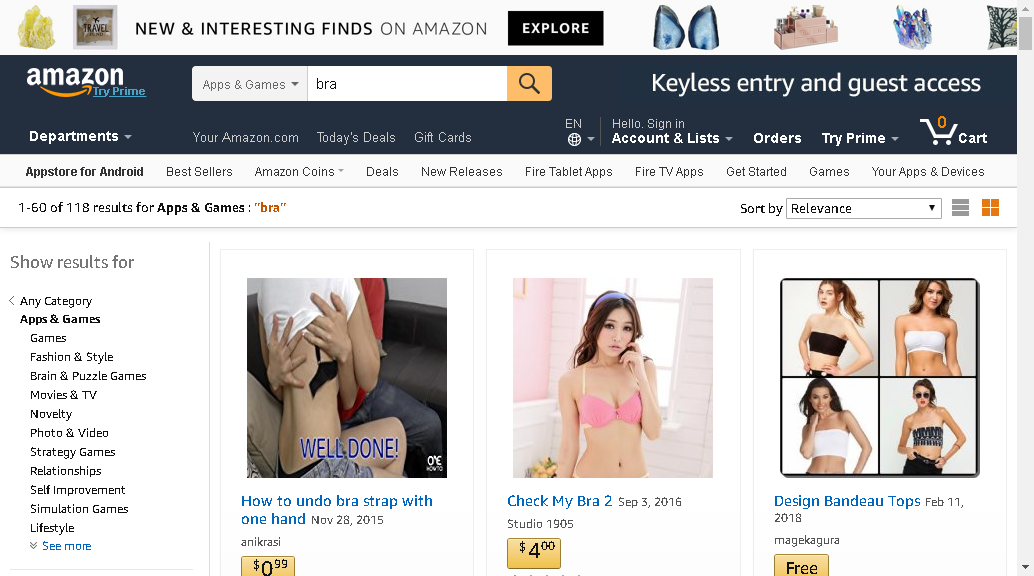 NEW & INTERESTING FINDS ON AMAZON EXPLORE
TRAVEL
amazon
Try Prime
Apps & Games bra
Keyless entry and guest access
Departments
Your Amazon.com Today's Deals Gift Cards
EN
Hello. Sign in
Account & Lists
Orders
Try Prime
0
Cart
Appstore for Android Best Sellers Amazon Coins Deals New Releases Fire Tablet Apps Fire TV Apps Get Started Games Your Apps & Devices
1-60 of 118 results for Apps & Games : "bra"
Sort by Relevance
Show results for
Any Category
Apps & Games
Games
Fashion & Style
Brain & Puzzle Games
Movies & TV
Novelty
Photo & Video
Strategy Games
Relationships
Self Improvement
Simulation Games
Lifestyle
See more
WELL DONE!
HOWTO
How to undo bra strap with
one hand Nov 28, 2015
anikrasi
$0.99
Check My Bra 2 Sep 3, 2016
Studio 1905
$4.00
Design Bandeau Tops Feb 11,
2018
magekagura
Free